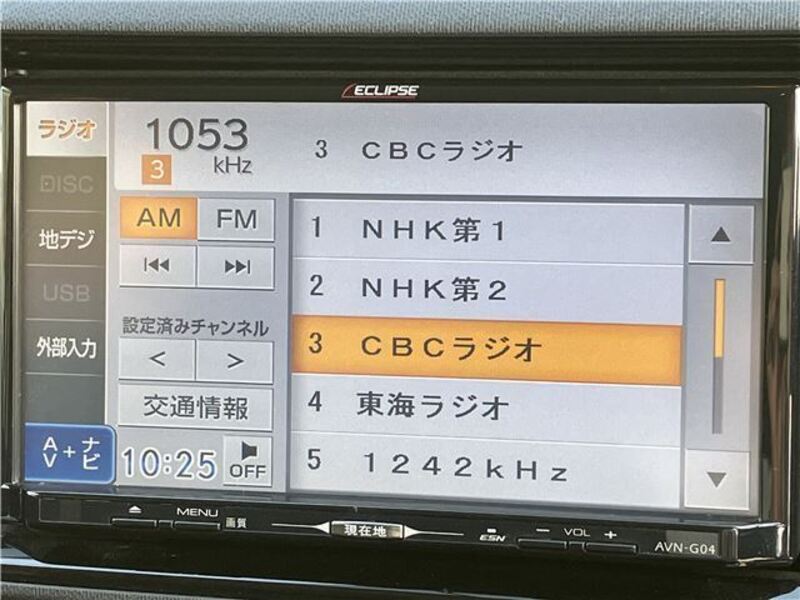 ECLIPSE
ラジオ
DISC
地デジ
USB
外部入力
AV+ナビ
1053
3 kHz
3 CBCラジオ
AM FM
設定済みチャンネル
< >
交通情報
10:25 OFF
1 NHK第1
2 NHK第2
3 CBCラジオ
4 東海ラジオ
5 1242kHz
MENU 画質 現在地 ESN - VOL + AVN-G04